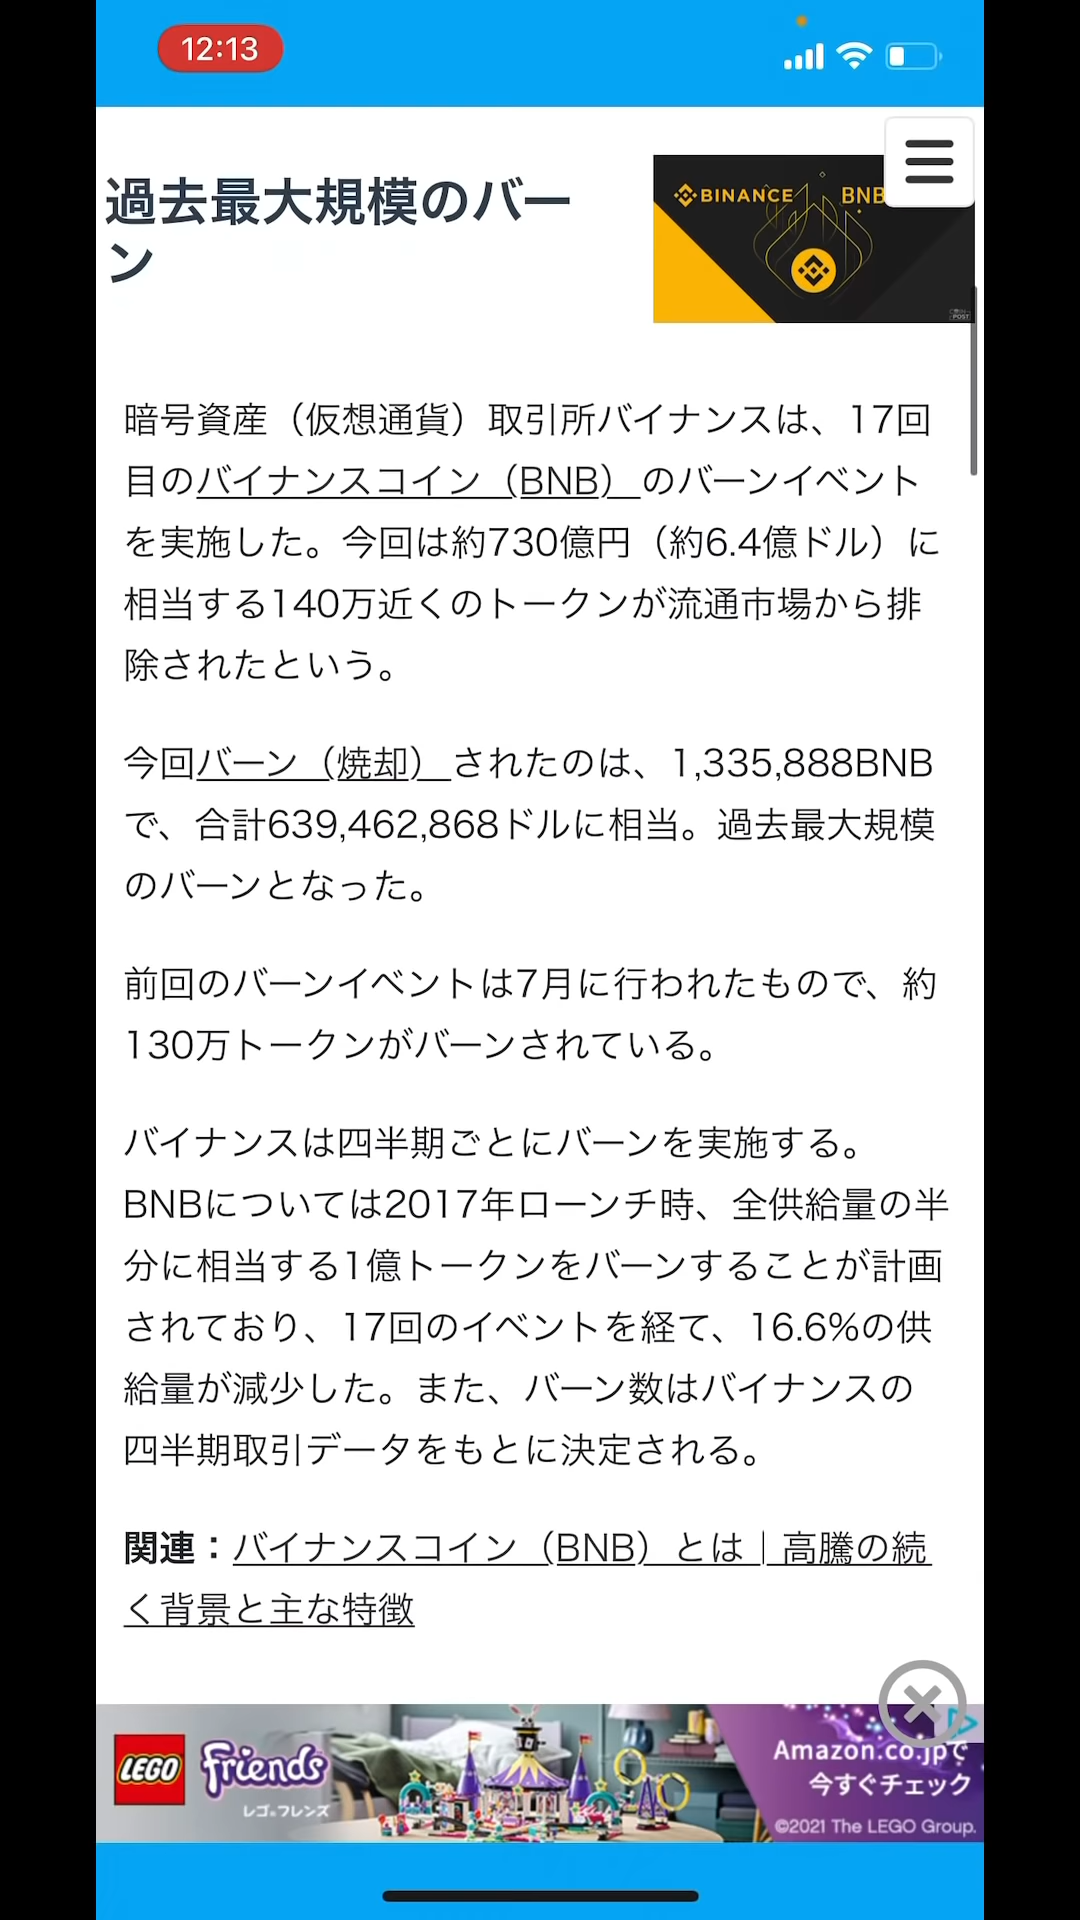 12:13
過去最大規模のバー
ン
BINANCE
BNB
暗号資産（仮想通貨）取引所バイナンスは、17回
目のバイナンスコイン（BNB）のバーンイベント
を実施した。今回は約730億円（約6.4億ドル）に
相当する140万近くのトークンが流通市場から排
除されたという。
今回バーン（焼却）されたのは、1,335,888BNB
で、合計639,462,868ドルに相当。過去最大規模
のバーンとなった。
前回のバーンイベントは7月に行われたもので、約
130万トークンがバーンされている。
バイナンスは四半期ごとにバーンを実施する。
BNBについては2017年ローンチ時、全供給量の半
分に相当する1億トークンをバーンすることが計画
されており、17回のイベントを経て、16.6%の供
給量が減少した。また、バーン数はバイナンスの
四半期取引データをもとに決定される。
関連：バイナンスコイン（BNB）とは｜高騰の続
く背景と主な特徴
LEGO Friends
レゴ®フレンズ
Amazon.co.jpで
今すぐチェック
©2021 The LEGO Group.